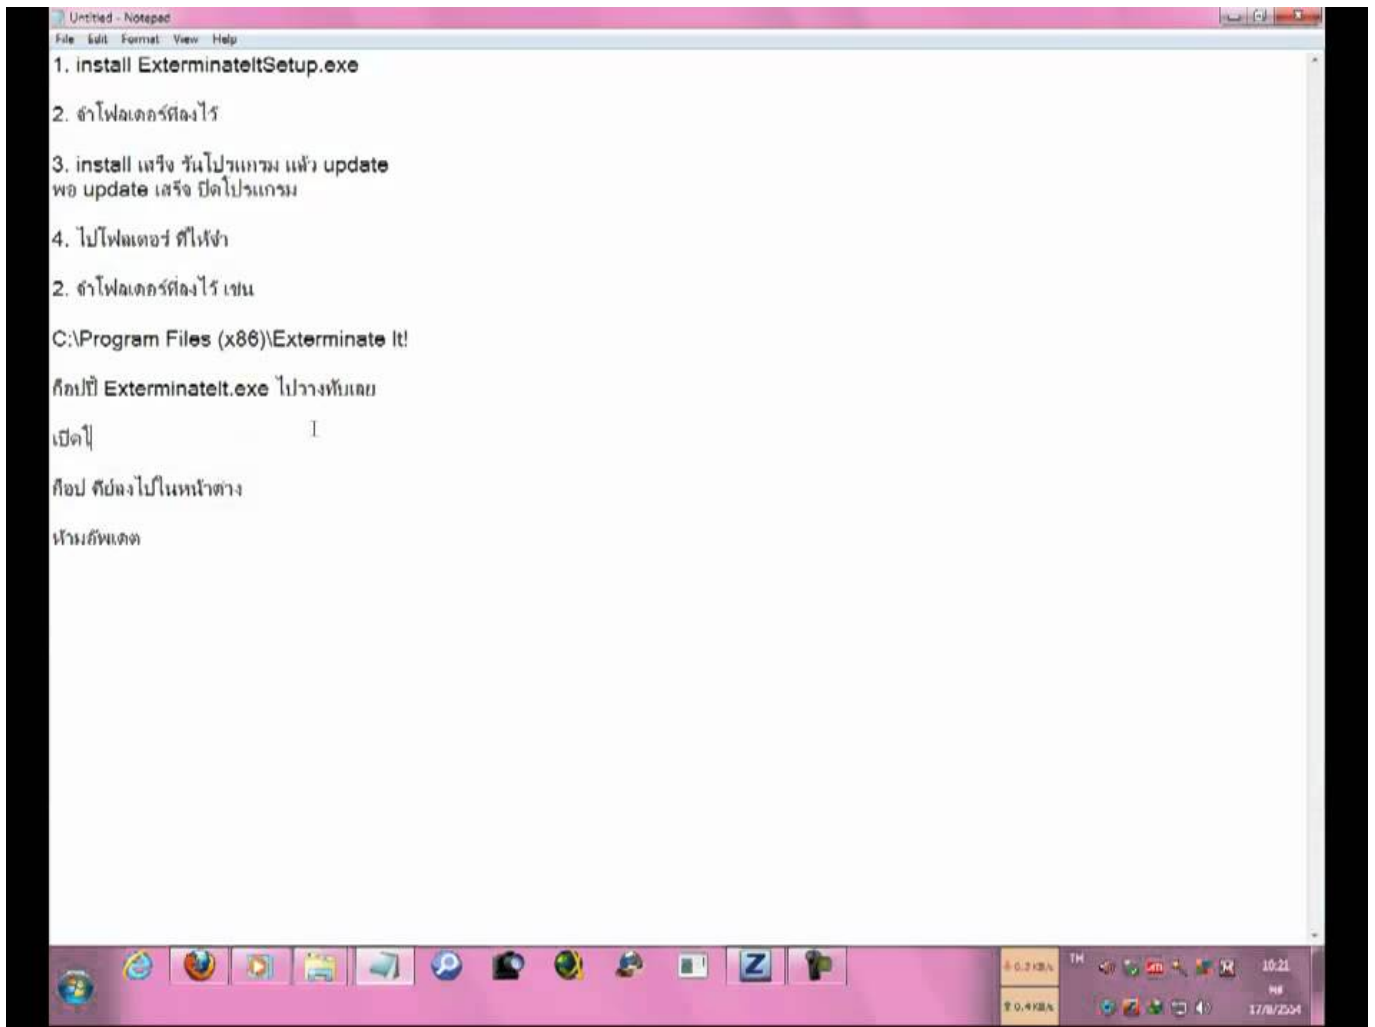 Untitled - Notepad
File Edit Format View Help
1. install ExterminateItSetup.exe
2. จำโฟลเดอร์ที่ลงไว้
3. install เสร็จ รันโปรแกรม แล้ว update
พอ update เสร็จ ปิดโปรแกรม
4. ไปโฟลเดอร์ ที่ให้จำ
2. จำโฟลเดอร์ที่ลงไว้ เช่น
C:\Program Files (x86)\Exterminate It!
ก๊อปปี้ ExterminateIt.exe ไปวางทับเลย
เปิดโ
ก๊อป คีย์ลงไปในหน้าต่าง
ห้ามอัพเดต
TH
10:21
17/8/2554